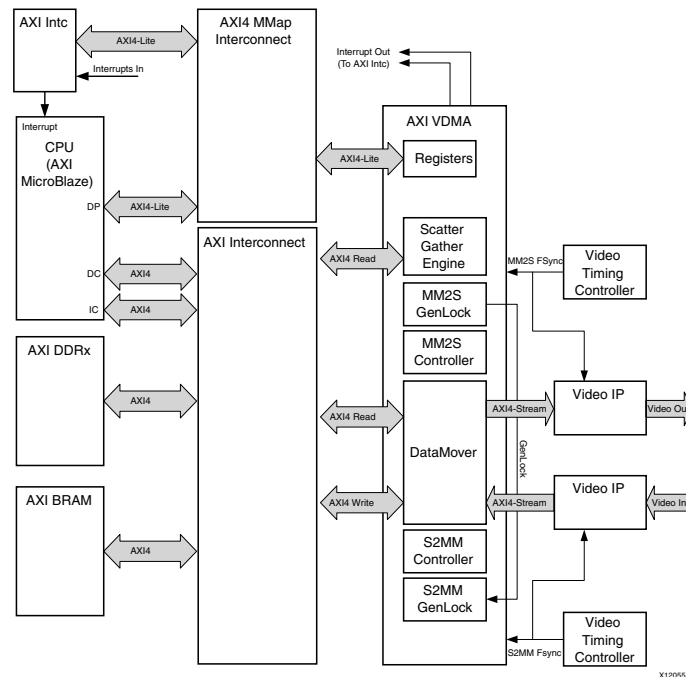 AXI Intc
AXI4-Lite
Interrupts In
AXI4 MMap
Interconnect
Interrupt Out
(To AXI Intc)
Interrupt
CPU
(AXI
MicroBlaze)
DP
AXI4-Lite
DC
AXI4
IC
AXI4
AXI VDMA
AXI4-Lite
Registers
AXI Interconnect
AXI4 Read
Scatter
Gather
Engine
MM2S FSync
Video
Timing
Controller
MM2S
GenLock
MM2S
Controller
AXI DDRx
AXI4
AXI4 Read
DataMover
AXI4-Stream
Video IP
Video Out
GenLock
AXI BRAM
AXI4
AXI4 Write
AXI4-Stream
Video IP
Video In
S2MM
Controller
S2MM
GenLock
S2MM Fsync
Video
Timing
Controller
X12055